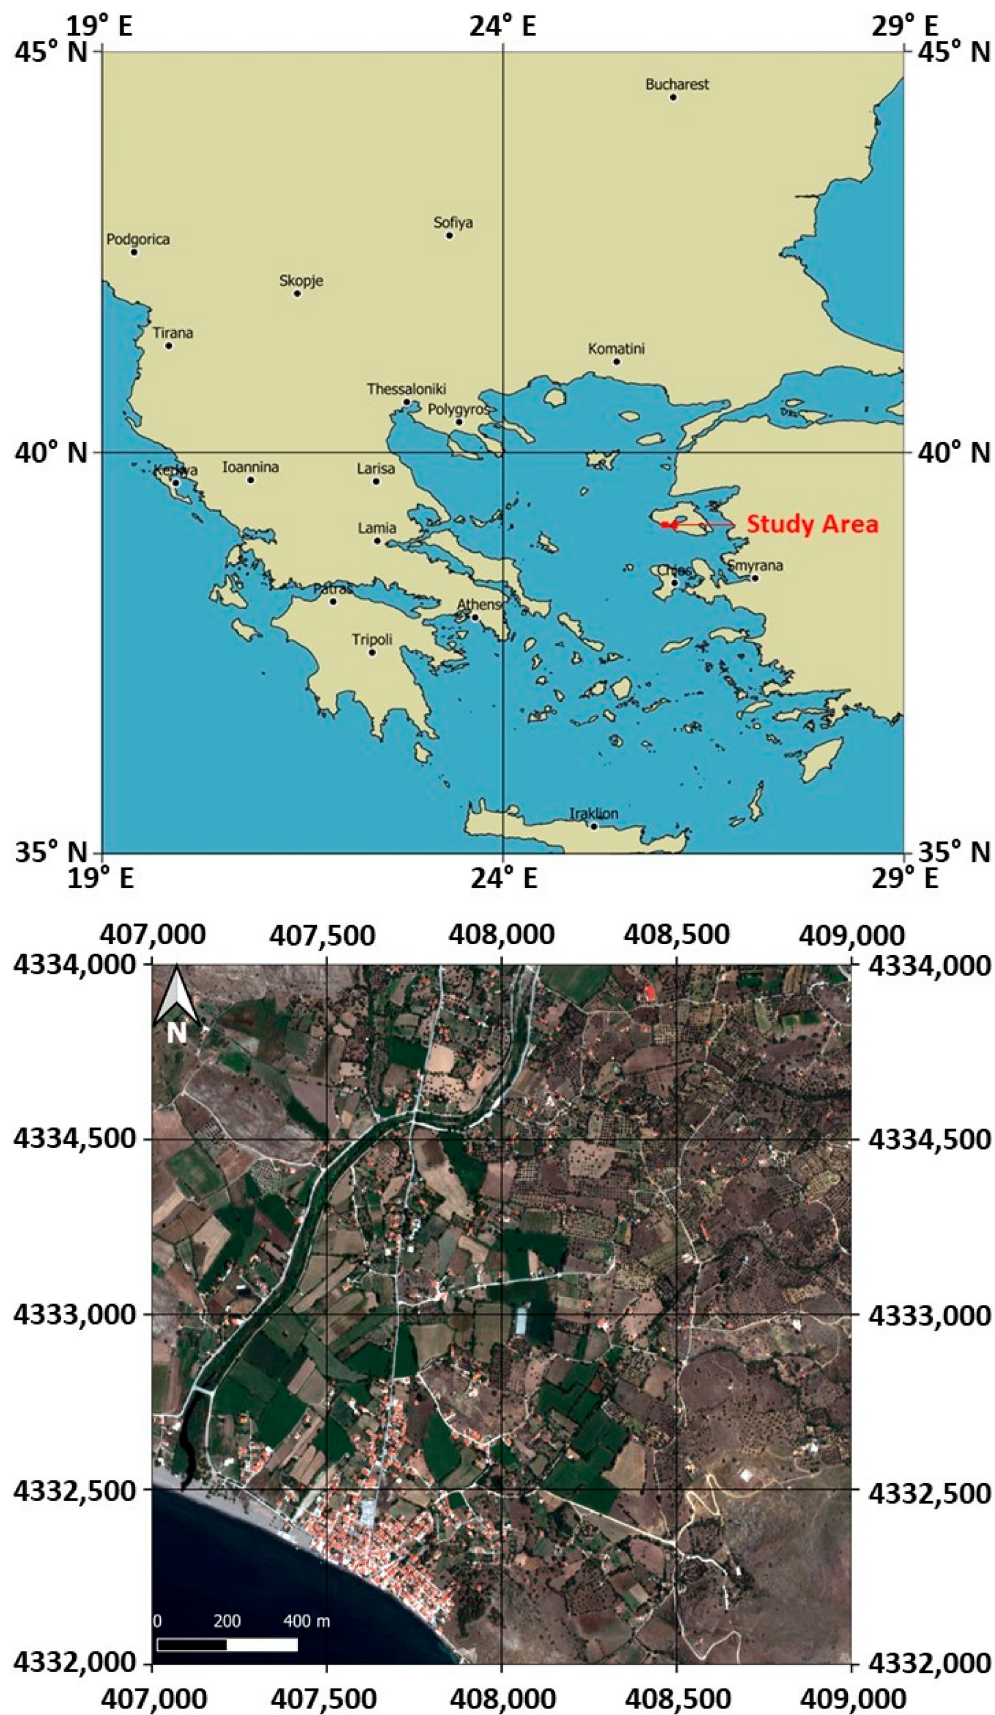 19° E 24° E 29° E
45° N 45° N
Bucharest
Sofiya
Podgorica
Skopje
Tirana
Komatini
Thessaloniki
Polygyros
40° N 40° N
Kerkya Ioannina Larisa
Study Area
Lamia
Chios Smyrana
Patras Athens
Tripoli
Iraklion
35° N 35° N
19° E 24° E 29° E
407,000 407,500 408,000 408,500 409,000
4334,000 4334,000
N
4334,500 4334,500
4333,000 4333,000
4332,500 4332,500
0 200 400 m
4332,000 4332,000
407,000 407,500 408,000 408,500 409,000